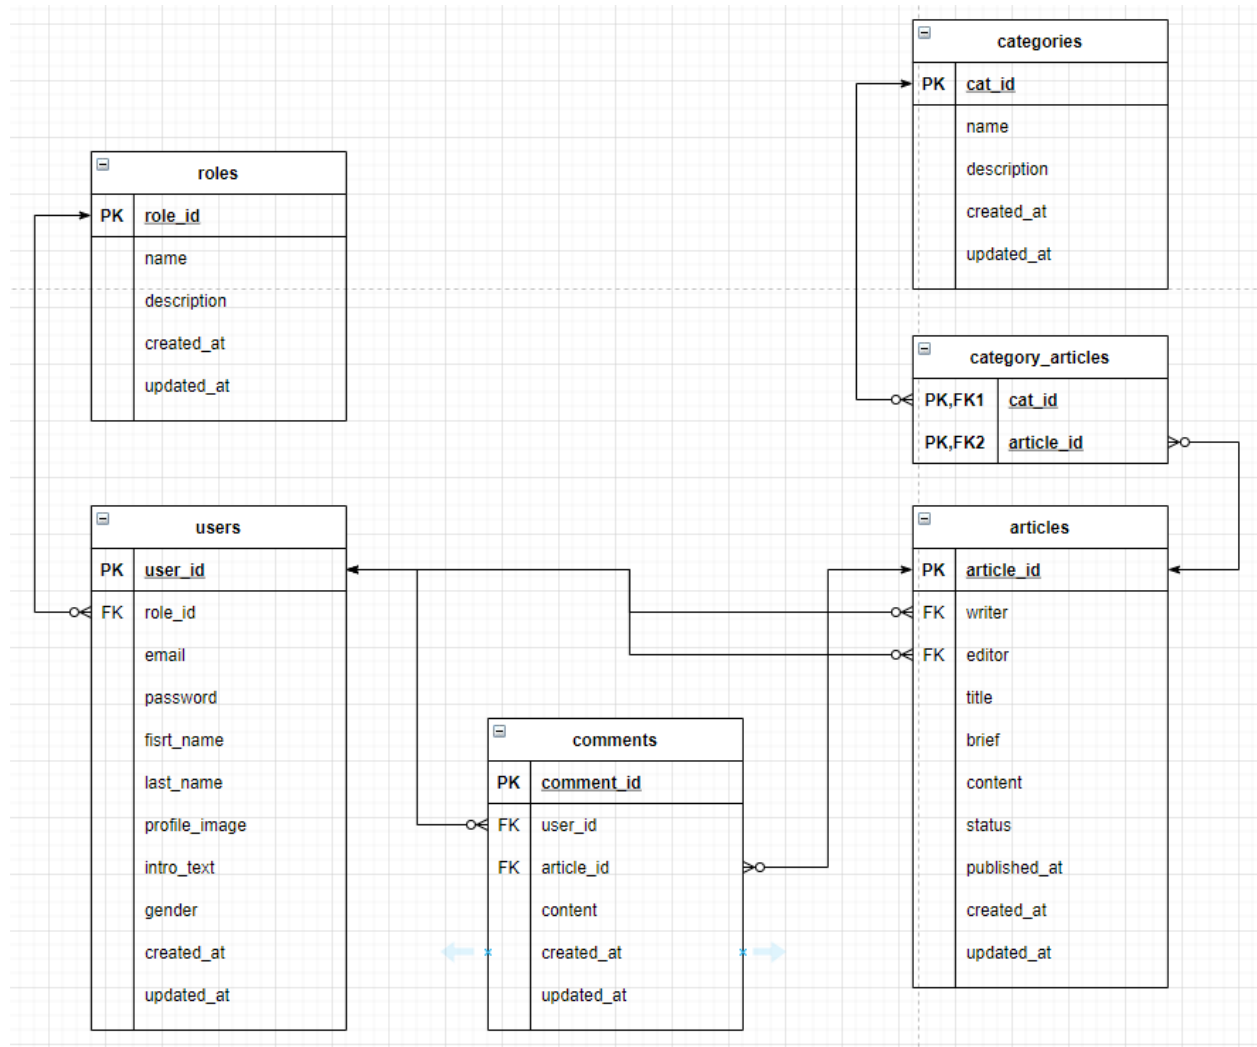 categories
PK cat_id
name
description
created_at
updated_at
roles
PK role_id
name
description
created_at
updated_at
category_articles
PK,FK1 cat_id
PK,FK2 article_id
users
PK user_id
FK role_id
email
password
fisrt_name
last_name
profile_image
intro_text
gender
created_at
updated_at
comments
PK comment_id
FK user_id
FK article_id
content
created_at
updated_at
articles
PK article_id
FK writer
FK editor
title
brief
content
status
published_at
created_at
updated_at